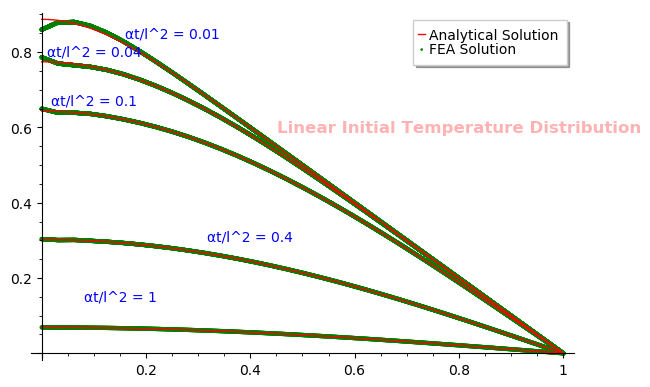 αt/l^2 = 0.01
Analytical Solution
FEA Solution
0.8
αt/l^2 = 0.04
αt/l^2 = 0.1
Linear Initial Temperature Distribution
0.6
0.4
αt/l^2 = 0.4
0.2
αt/l^2 = 1
0.2 0.4 0.6 0.8 1